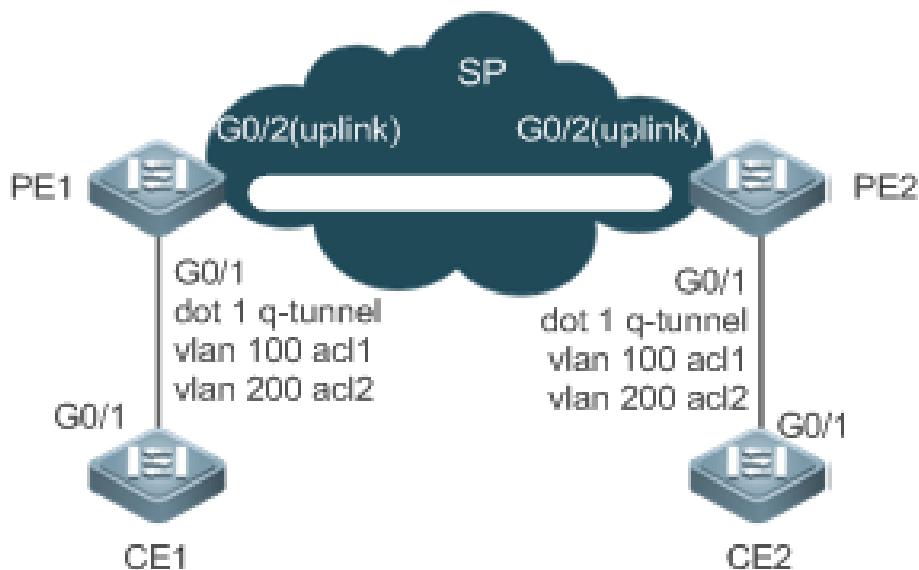 SP
G0/2(uplink)
G0/2(uplink)
PE1
PE2
G0/1
dot 1 q-tunnel
vlan 100 acl1
vlan 200 acl2
G0/1
dot 1 q-tunnel
vlan 100 acl1
vlan 200 acl2
G0/1
G0/1
CE1
CE2